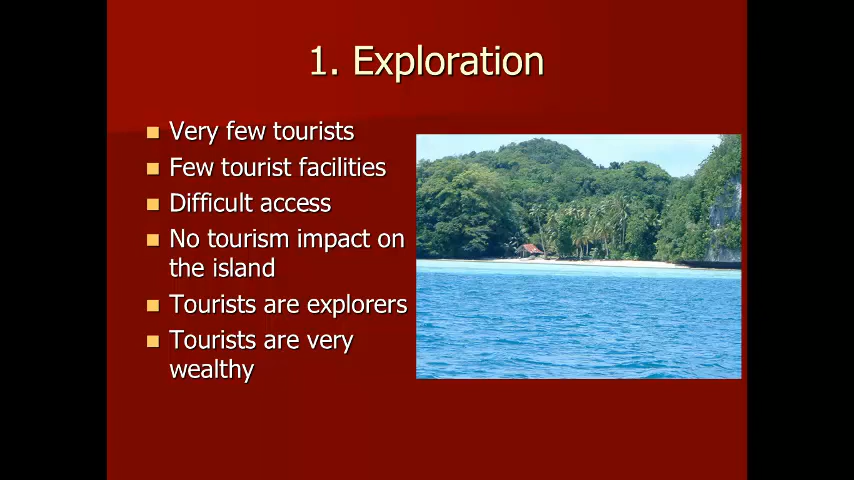 1. Exploration
Very few tourists
Few tourist facilities
Difficult access
No tourism impact on
the island
Tourists are explorers
Tourists are very
wealthy